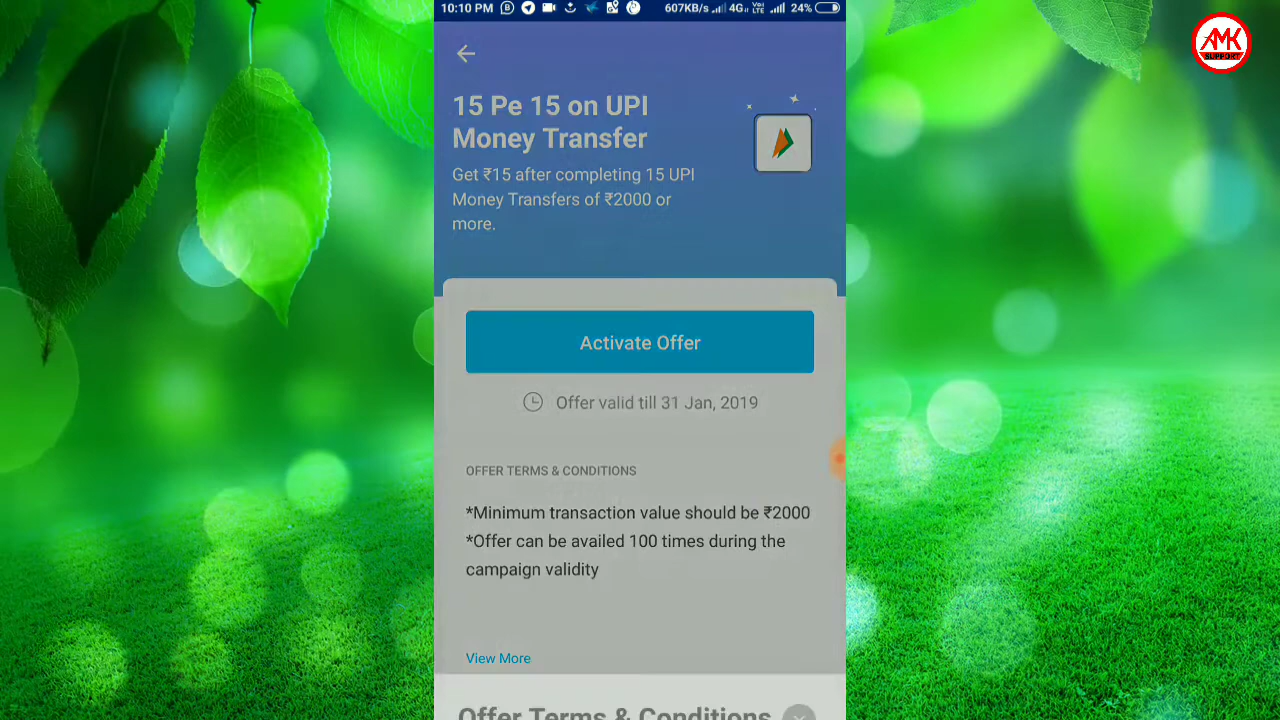 10:10 PM 607KB/s 4G VoLTE 24%
AMK
SUPPORT
15 Pe 15 on UPI
Money Transfer
Get ₹15 after completing 15 UPI
Money Transfers of ₹2000 or
more.
Activate Offer
Offer valid till 31 Jan, 2019
OFFER TERMS & CONDITIONS
*Minimum transaction value should be ₹2000
*Offer can be availed 100 times during the
campaign validity
View More
Offer Terms & Conditions